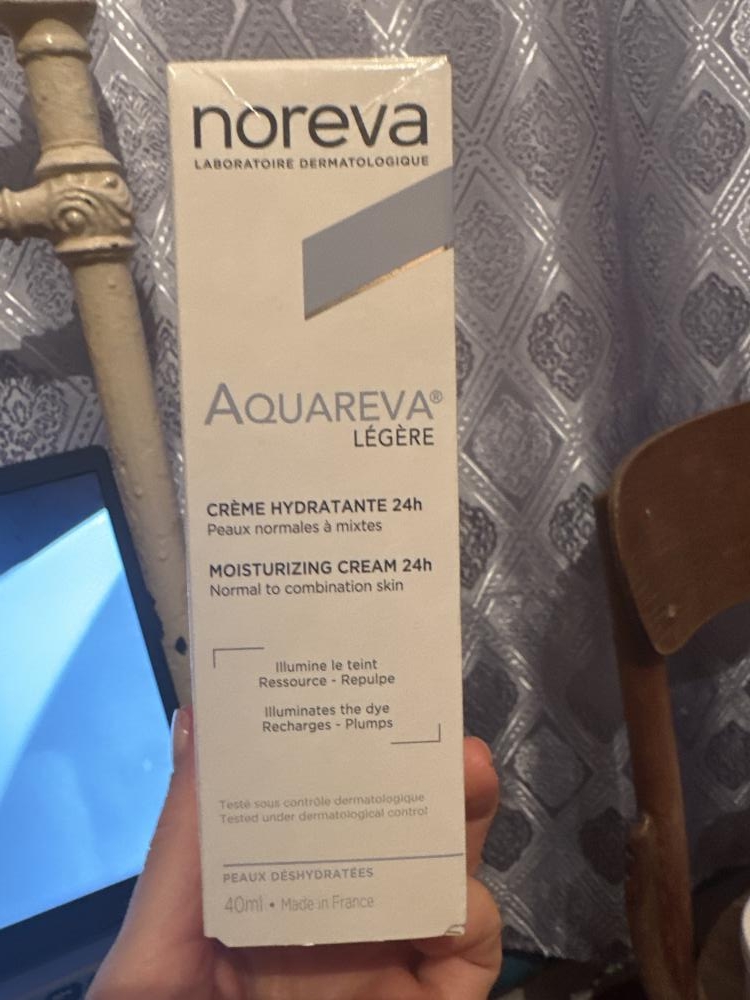 noreva
LABORATOIRE DERMATOLOGIQUE
AQUAREVA®
LÉGÈRE
CRÈME HYDRATANTE 24h
Peaux normales à mixtes
MOISTURIZING CREAM 24h
Normal to combination skin
Illumine le teint
Ressource - Repulpe
Illuminates the dye
Recharges - Plumps
Testé sous contrôle dermatologique
Tested under dermatological control
PEAUX DÉSHYDRATÉES
40ml • Made in France